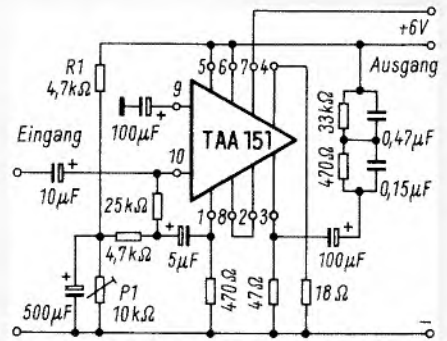 +6V
R1
4,7kΩ
5
6
7
4
Ausgang
9
100µF
+
TAA 151
33kΩ
0,47µF
Eingang
10
470Ω
0,15µF
+
10µF
25kΩ
1
8
2
3
+
4,7kΩ
5µF
+
100µF
+
500µF
P1
10kΩ
470Ω
47Ω
18Ω
−